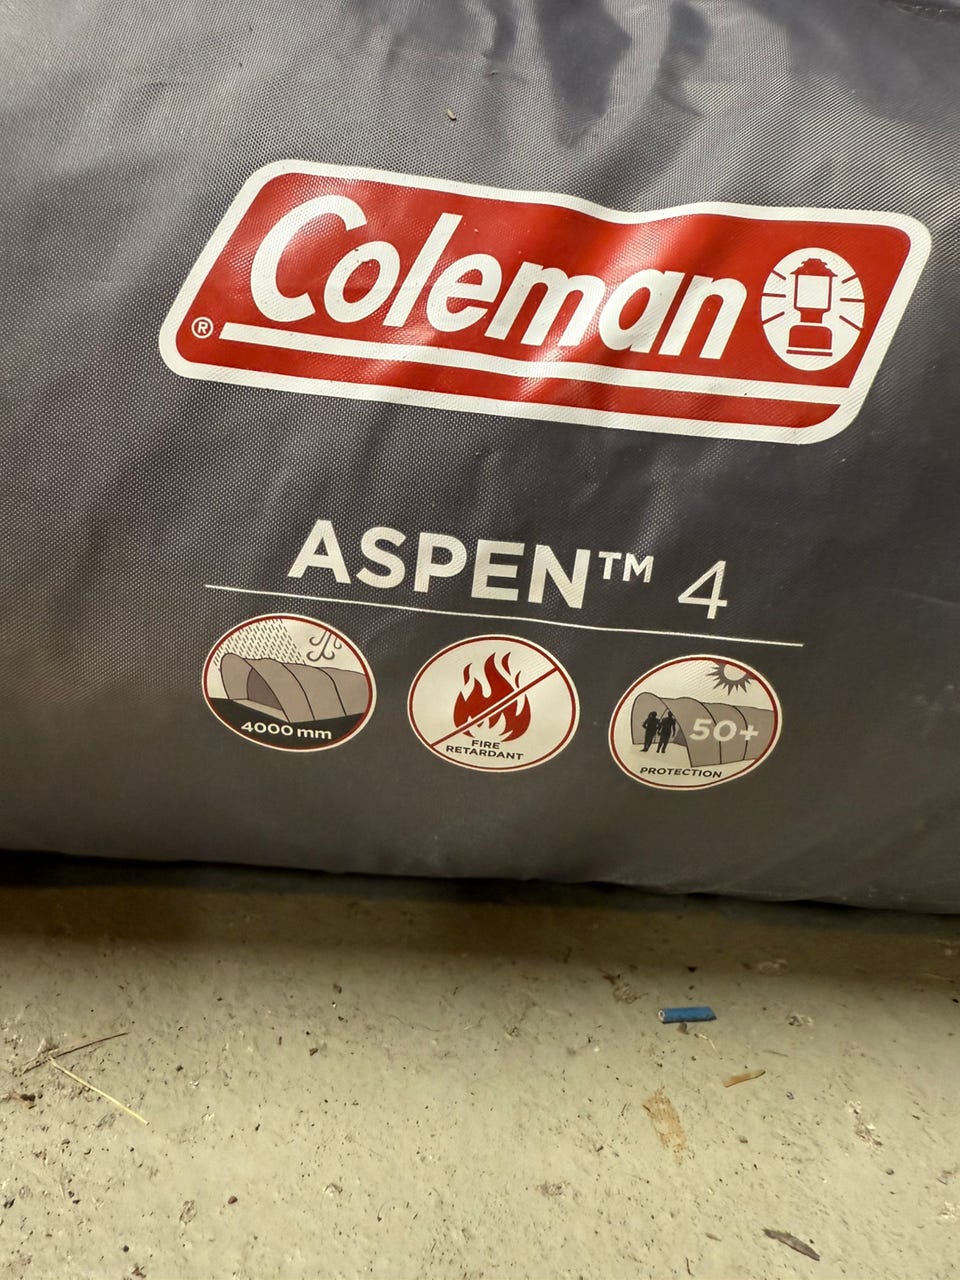 Coleman
®
ASPEN™ 4
4000 mm
FIRE
RETARDANT
50+
PROTECTION